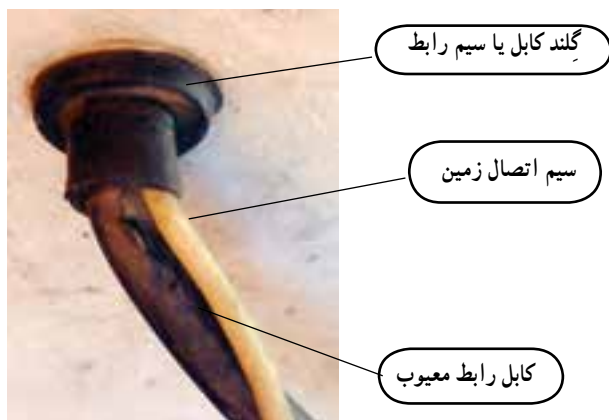 گِلند کابل یا سیم رابط
سیم اتصال زمین
کابل رابط معیوب